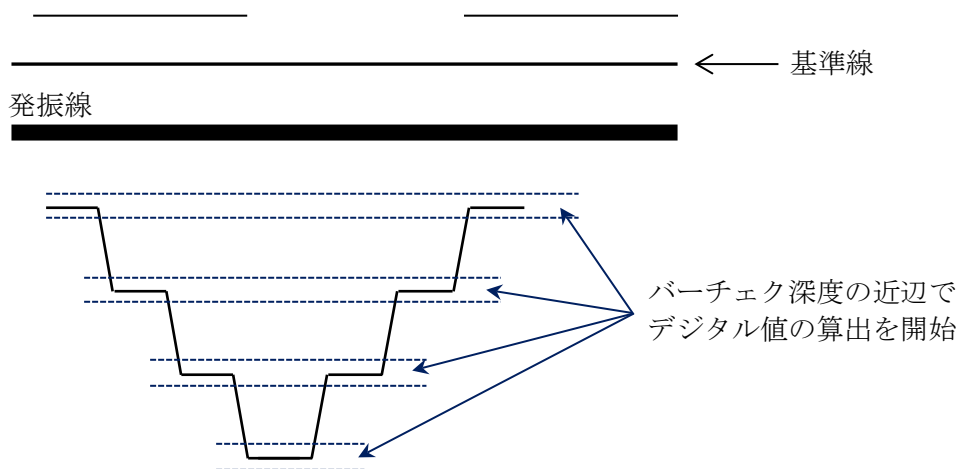 基準線
発振線
バーチェク深度の近辺で
デジタル値の算出を開始